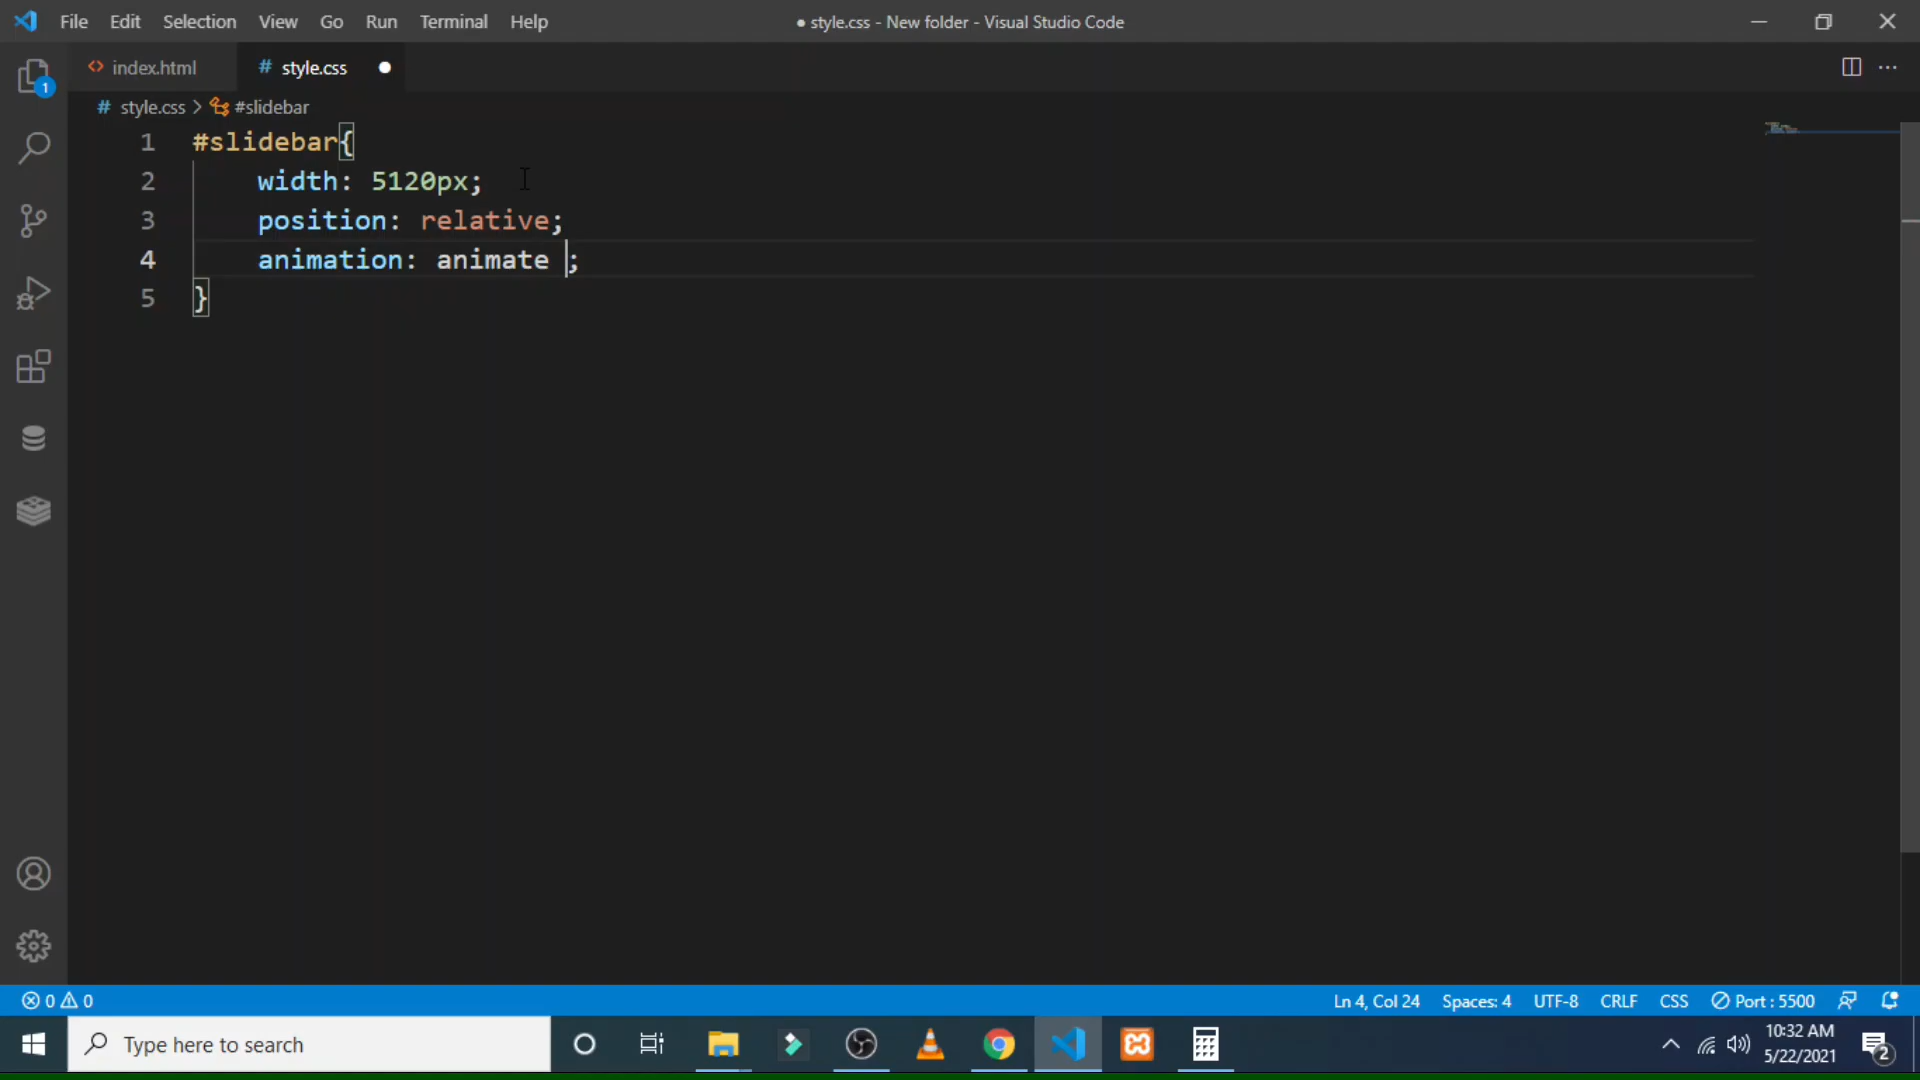 File Edit Selection View Go Run Terminal Help ● style.css - New folder - Visual Studio Code
index.html # style.css ●
# style.css > #slidebar
1 #slidebar{
2 width: 5120px;
3 position: relative;
4 animation: animate ;
5 }
1
0 0 Ln 4, Col 24 Spaces: 4 UTF-8 CRLF CSS Port : 5500
Type here to search
10:32 AM
5/22/2021
2